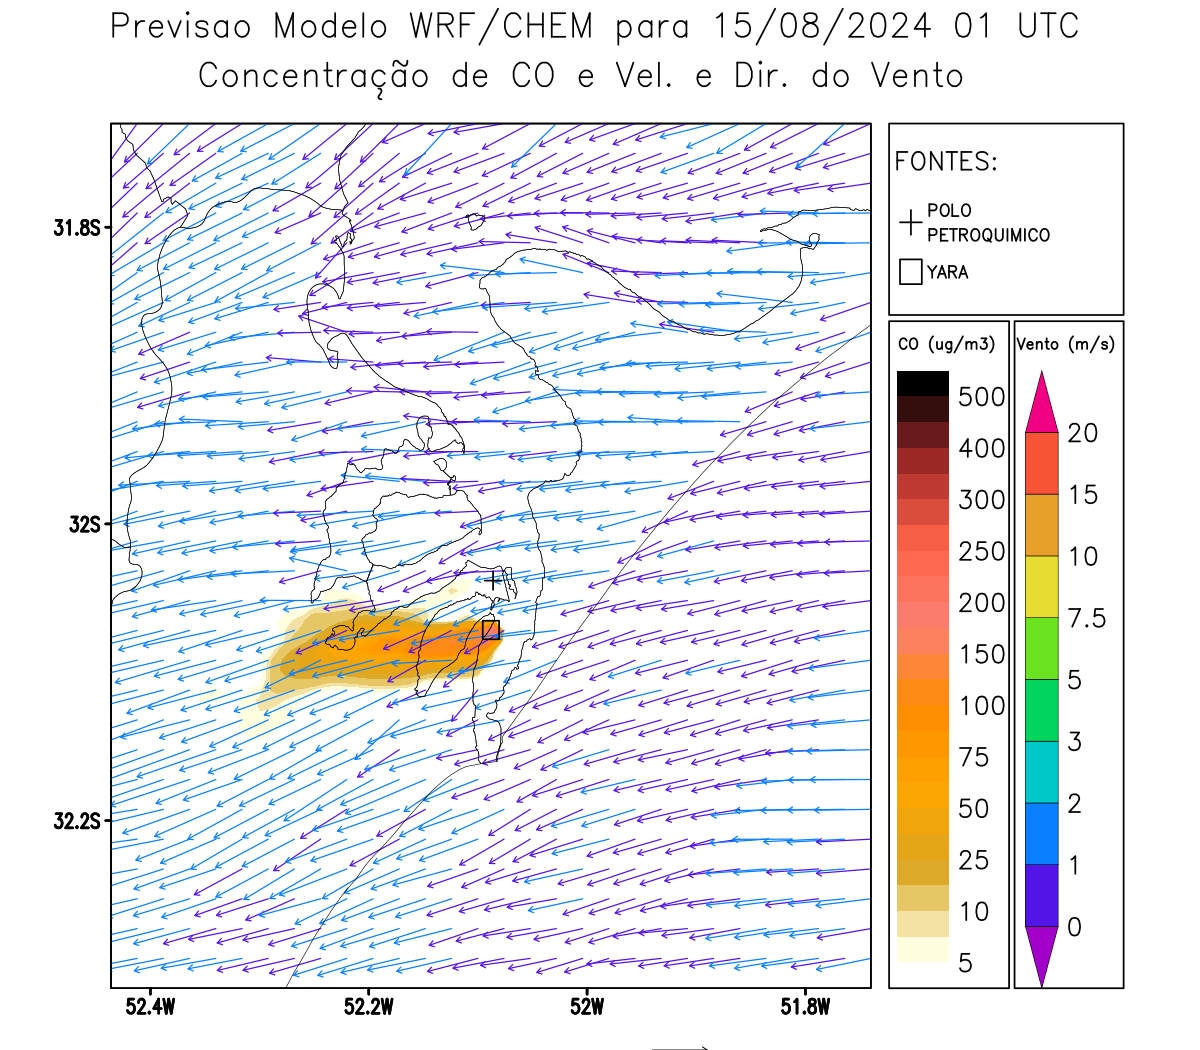 Previsao Modelo WRF/CHEM para 15/08/2024 01 UTC
Concentração de CO e Vel. e Dir. do Vento
FONTES:
POLO
PETROQUIMICO
YARA
CO (ug/m3)
500
400
300
250
200
150
100
75
50
25
10
5
Vento (m/s)
20
15
10
7.5
5
3
2
1
0
31.8S
32S
32.2S
52.4W
52.2W
52W
51.8W